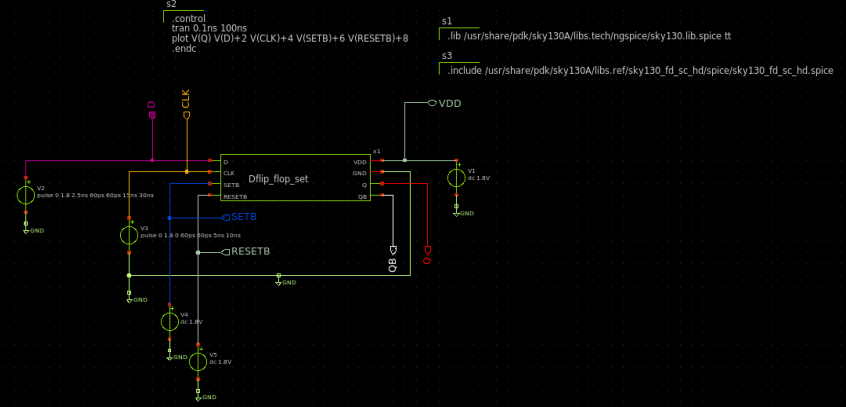 s2
.control
tran 0.1ns 100ns
plot V(Q) V(D)+2 V(CLK)+4 V(SETB)+6 V(RESETB)+8
.endc
s1
.lib /usr/share/pdk/sky130A/libs.tech/ngspice/sky130.lib.spice tt
s3
.include /usr/share/pdk/sky130A/libs.ref/sky130_fd_sc_hd/spice/sky130_fd_sc_hd.spice
D
CLK
VDD
x1
D
CLK
SETB
RESETB
Dflip_flop_set
VDD
GND
Q
QB
V1
dc 1.8V
GND
V2
pulse 0 1.8 2.5ns 60ps 60ps 15ns 30ns
GND
SETB
V3
pulse 0 1.8 0 60ps 60ps 5ns 10ns
RESETB
QB
Q
GND
GND
V4
dc 1.8V
GND
V5
dc 1.8V
GND